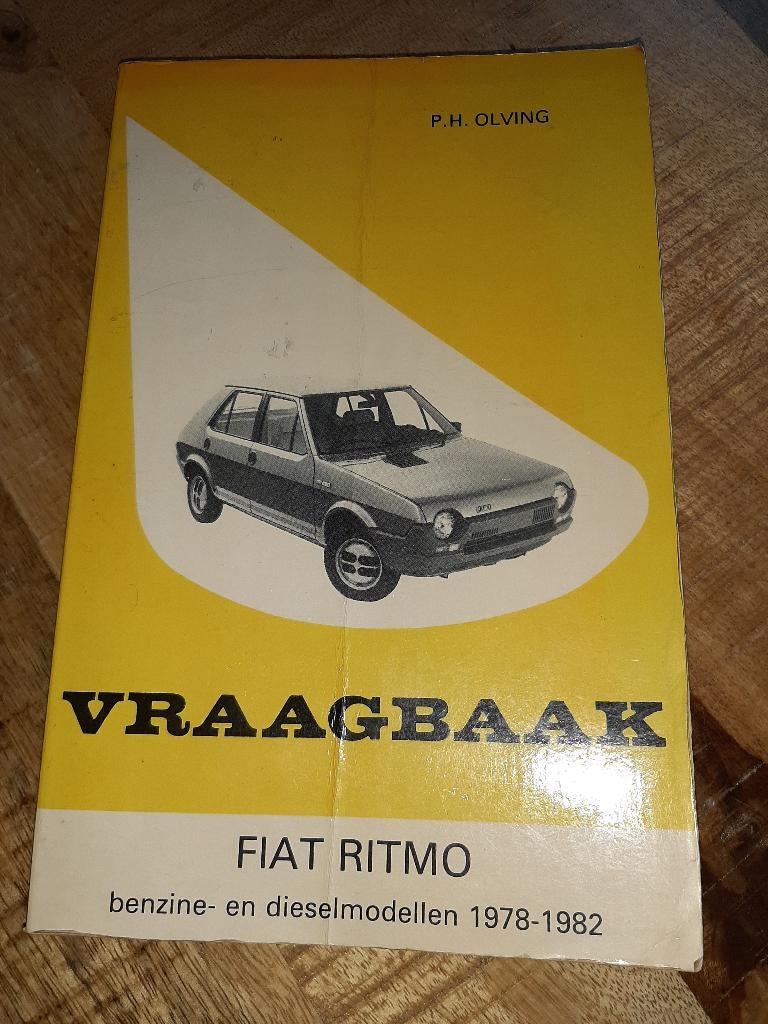 P.H. OLVING
VRAAGBAAK
FIAT RITMO
benzine- en dieselmodellen 1978-1982